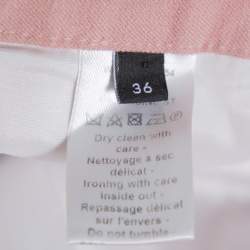 36
Dry clean with
care -
Nettoyage a sec
délicat -
Ironing with care
Inside out -
Repassage délicat
sur l'envers -
Do not tumble